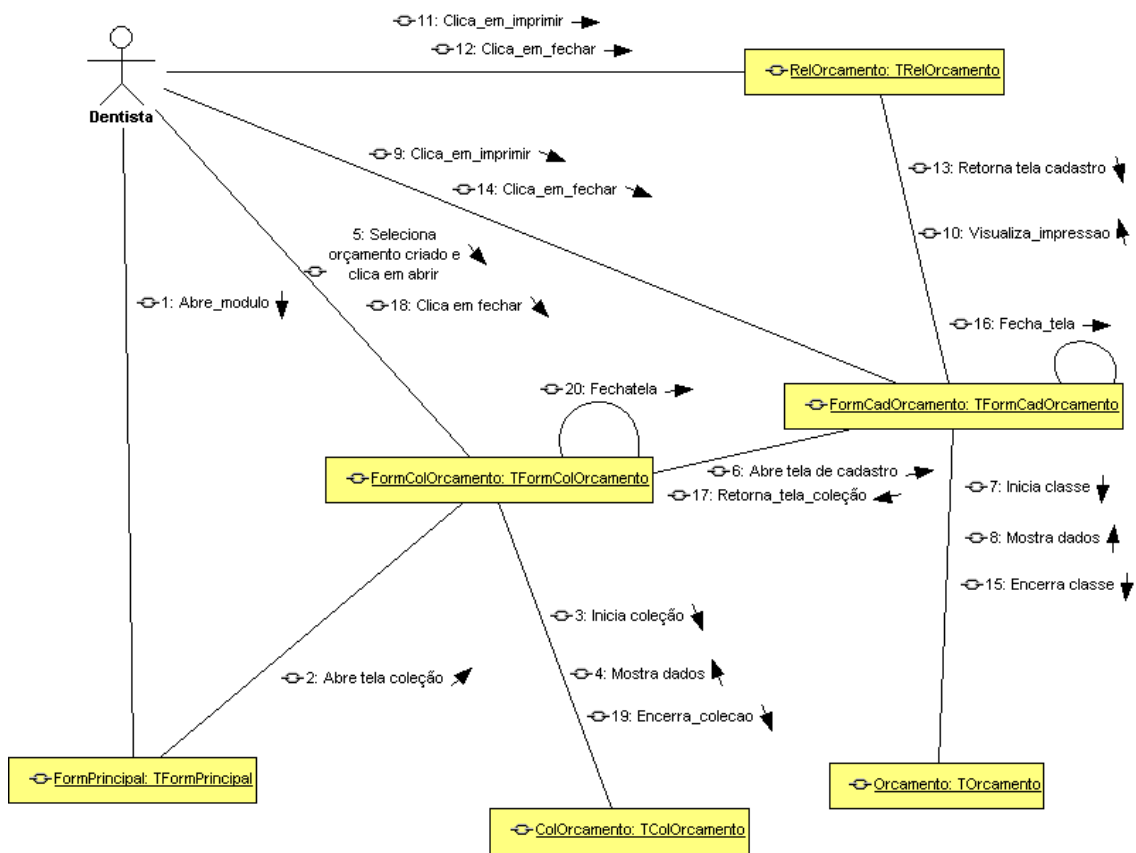 11: Clica_em_imprimir
12: Clica_em_fechar
RelOrcamento: TRelOrcamento
Dentista
9: Clica_em_imprimir
14: Clica_em_fechar
13: Retorna tela cadastro
10: Visualiza_impressao
5: Seleciona
orçamento criado e
clica em abrir
18: Clica em fechar
1: Abre_modulo
16: Fecha_tela
20: Fechatela
FormCadOrcamento: TFormCadOrcamento
FormColOrcamento: TFormColOrcamento
6: Abre tela de cadastro
17: Retorna_tela_coleção
7: Inicia classe
8: Mostra dados
15: Encerra classe
3: Inicia coleção
2: Abre tela coleção
4: Mostra dados
19: Encerra_colecao
FormPrincipal: TFormPrincipal
Orcamento: TOrcamento
ColOrcamento: TColOrcamento